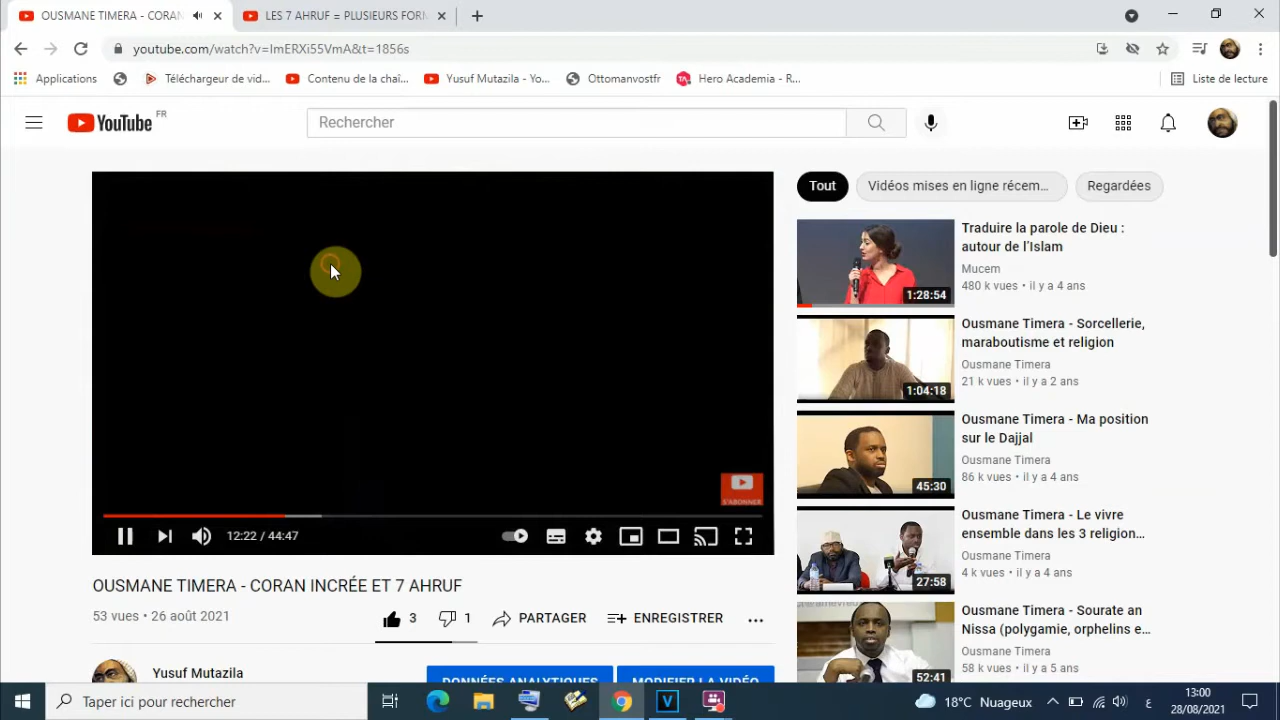 OUSMANE TIMERA - CORAN
LES 7 AHRUF = PLUSIEURS FORM
youtube.com/watch?v=ImERXi55VmA&t=1856s
Applications
Téléchargeur de vid...
Contenu de la chaî...
Yusuf Mutazila - Yo...
Ottomanvostfr
Hero Academia - R...
Liste de lecture
YouTube FR
Rechercher
Tout
Vidéos mises en ligne récem...
Regardées
Traduire la parole de Dieu :
autour de l'Islam
Mucem
480 k vues • il y a 4 ans
1:28:54
Ousmane Timera - Sorcellerie,
maraboutisme et religion
Ousmane Timera
21 k vues • il y a 2 ans
1:04:18
Ousmane Timera - Ma position
sur le Dajjal
Ousmane Timera
86 k vues • il y a 4 ans
45:30
Ousmane Timera - Le vivre
ensemble dans les 3 religion...
Ousmane Timera
4 k vues • il y a 4 ans
27:58
Ousmane Timera - Sourate an
Nissa (polygamie, orphelins e...
Ousmane Timera
58 k vues • il y a 5 ans
52:41
S'ABONNER
12:22 / 44:47
OUSMANE TIMERA - CORAN INCRÉE ET 7 AHRUF
53 vues • 26 août 2021
3
1
PARTAGER
ENREGISTRER
Yusuf Mutazila
DONNÉES ANALYTIQUES
MODIFIER LA VIDÉO
Taper ici pour rechercher
18°C Nuageux
ع
13:00
28/08/2021